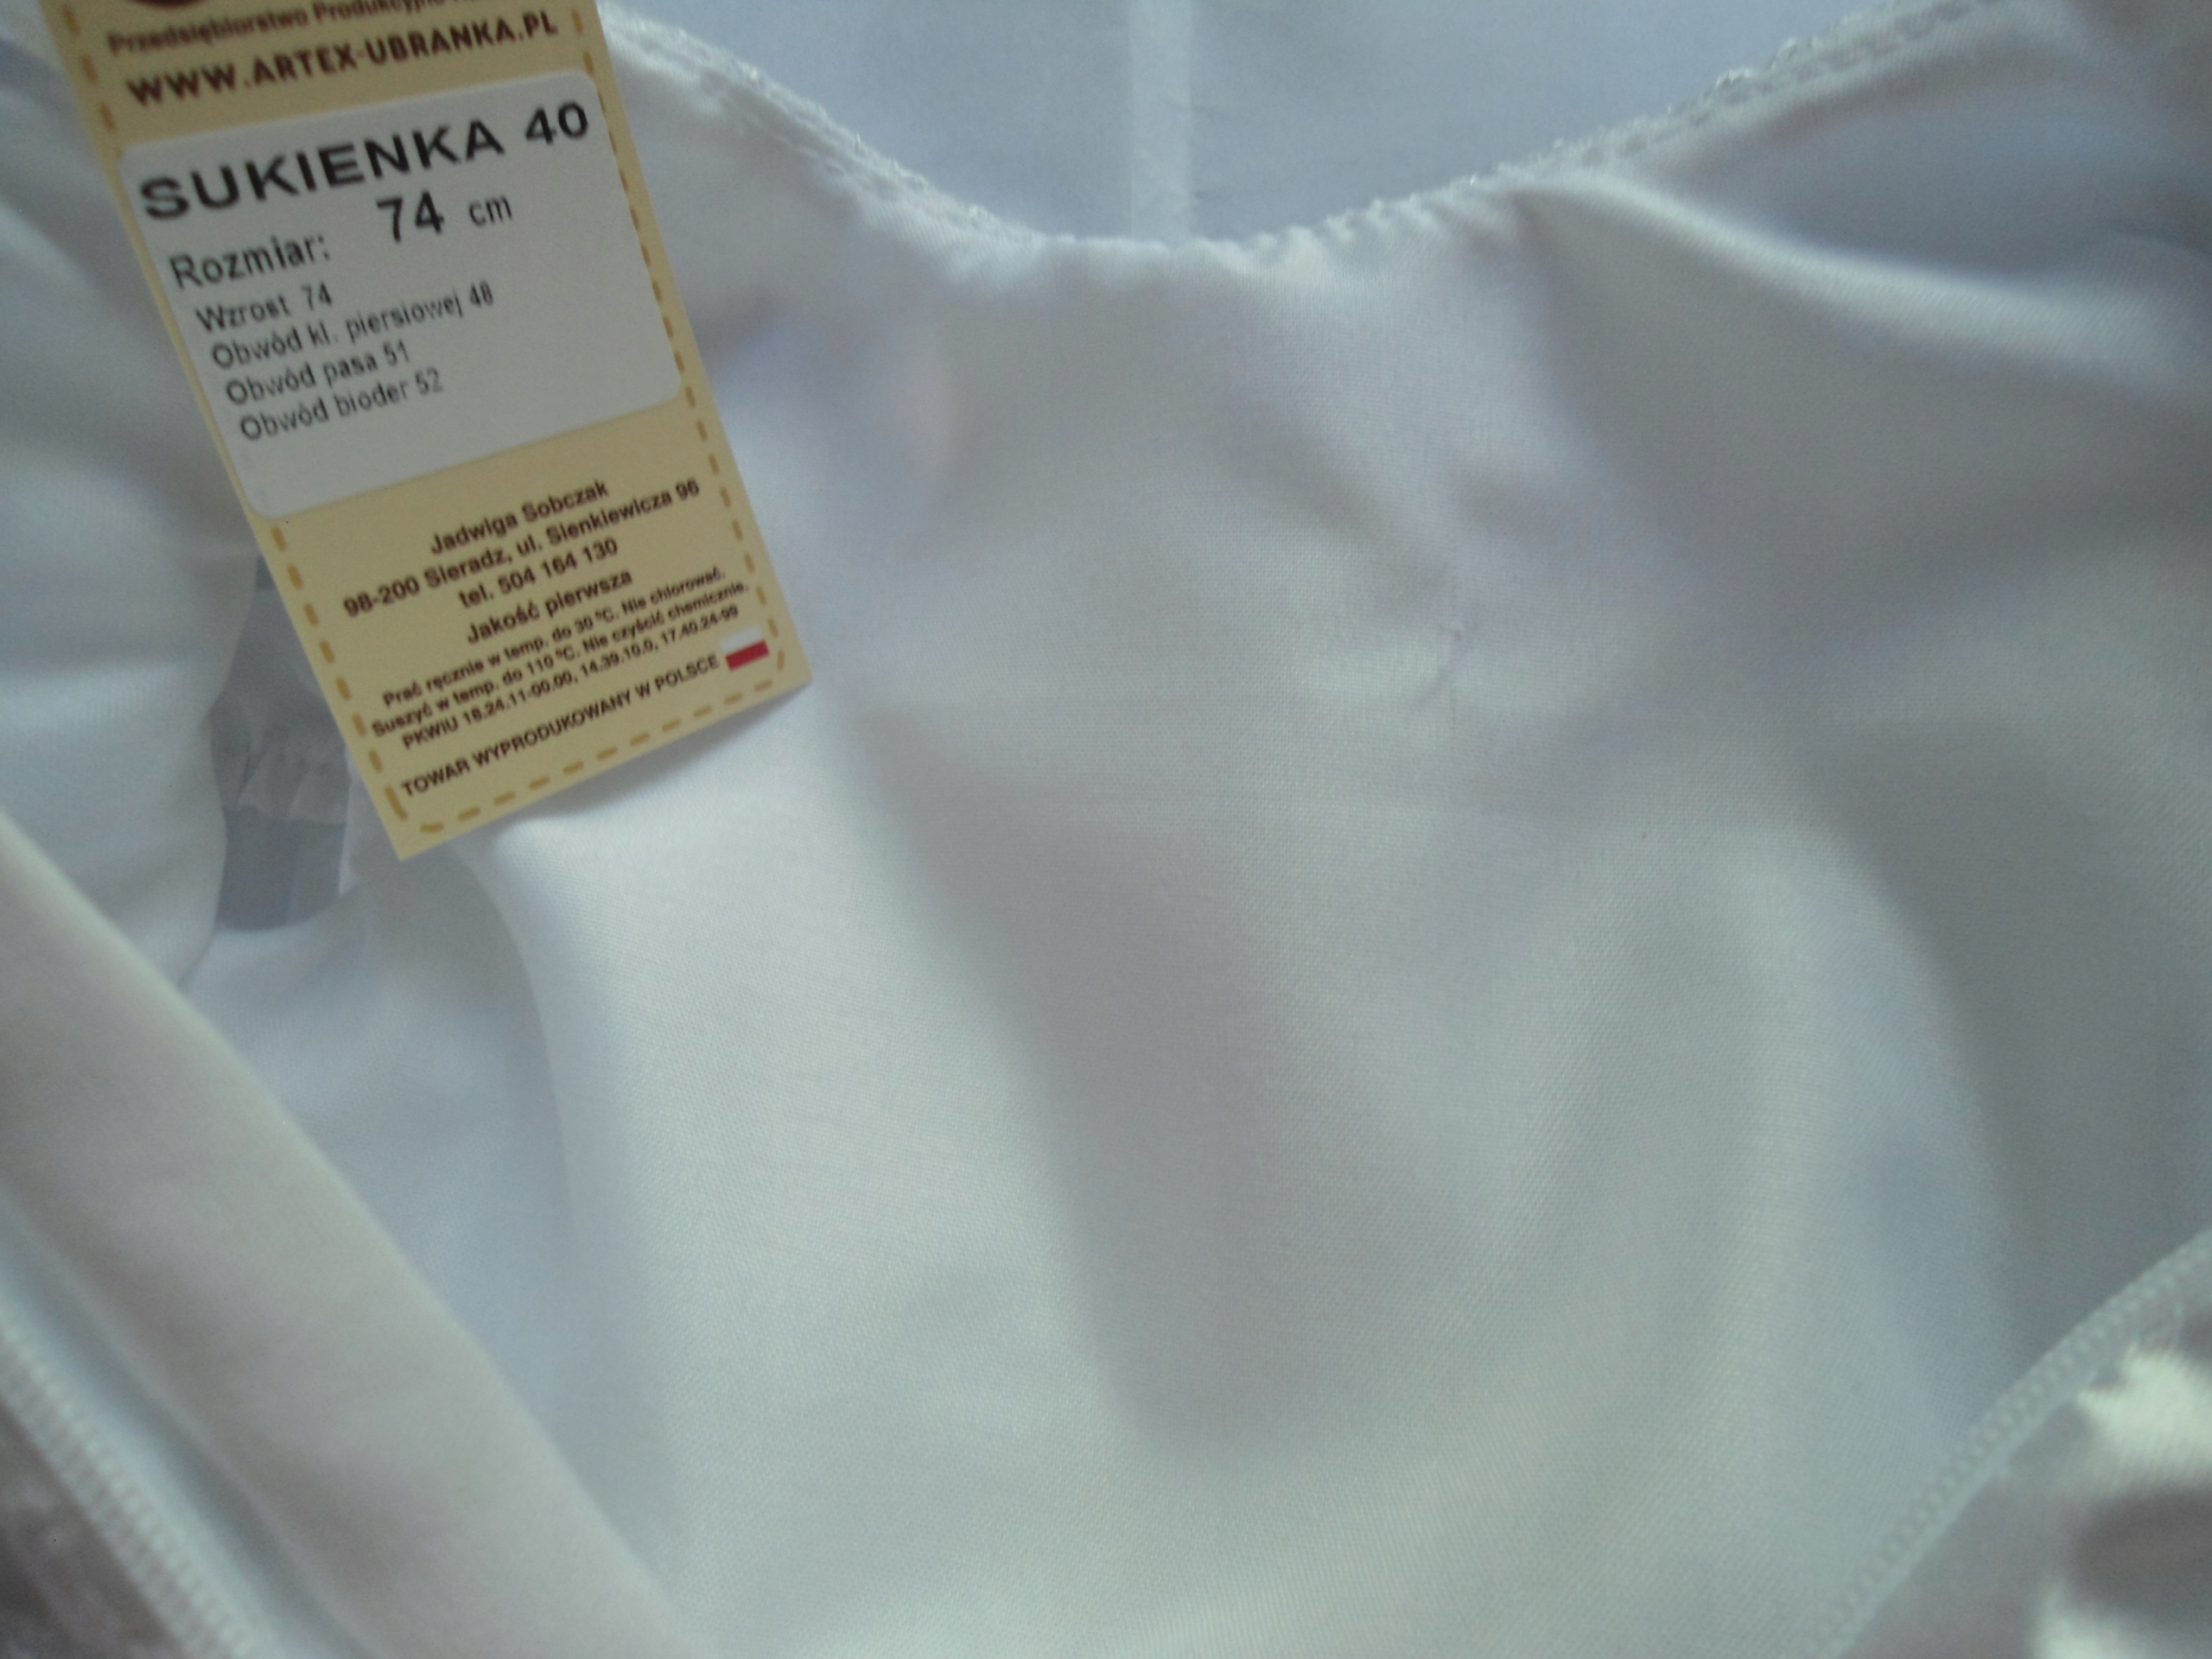 Przedsiębiorstwo Produkcyjno
WWW.ARTEX-UBRANKA.PL
SUKIENKA 40
Rozmiar: 74 cm
Wzrost 74
Obwód kl. piersiowej 48
Obwód pasa 51
Obwód bioder 52
Jadwiga Sobczak
98-200 Sieradz, ul. Sienkiewicza 96
tel. 504 164 130
Jakość pierwsza
Prać ręcznie w temp. do 30 °C. Nie chlorować.
Suszyć w temp. do 110 °C. Nie czyścić chemicznie.
PKWIU 18.24.11-00.00, 14.39.10.0, 17.40.24-99
TOWAR WYPRODUKOWANY W POLSCE